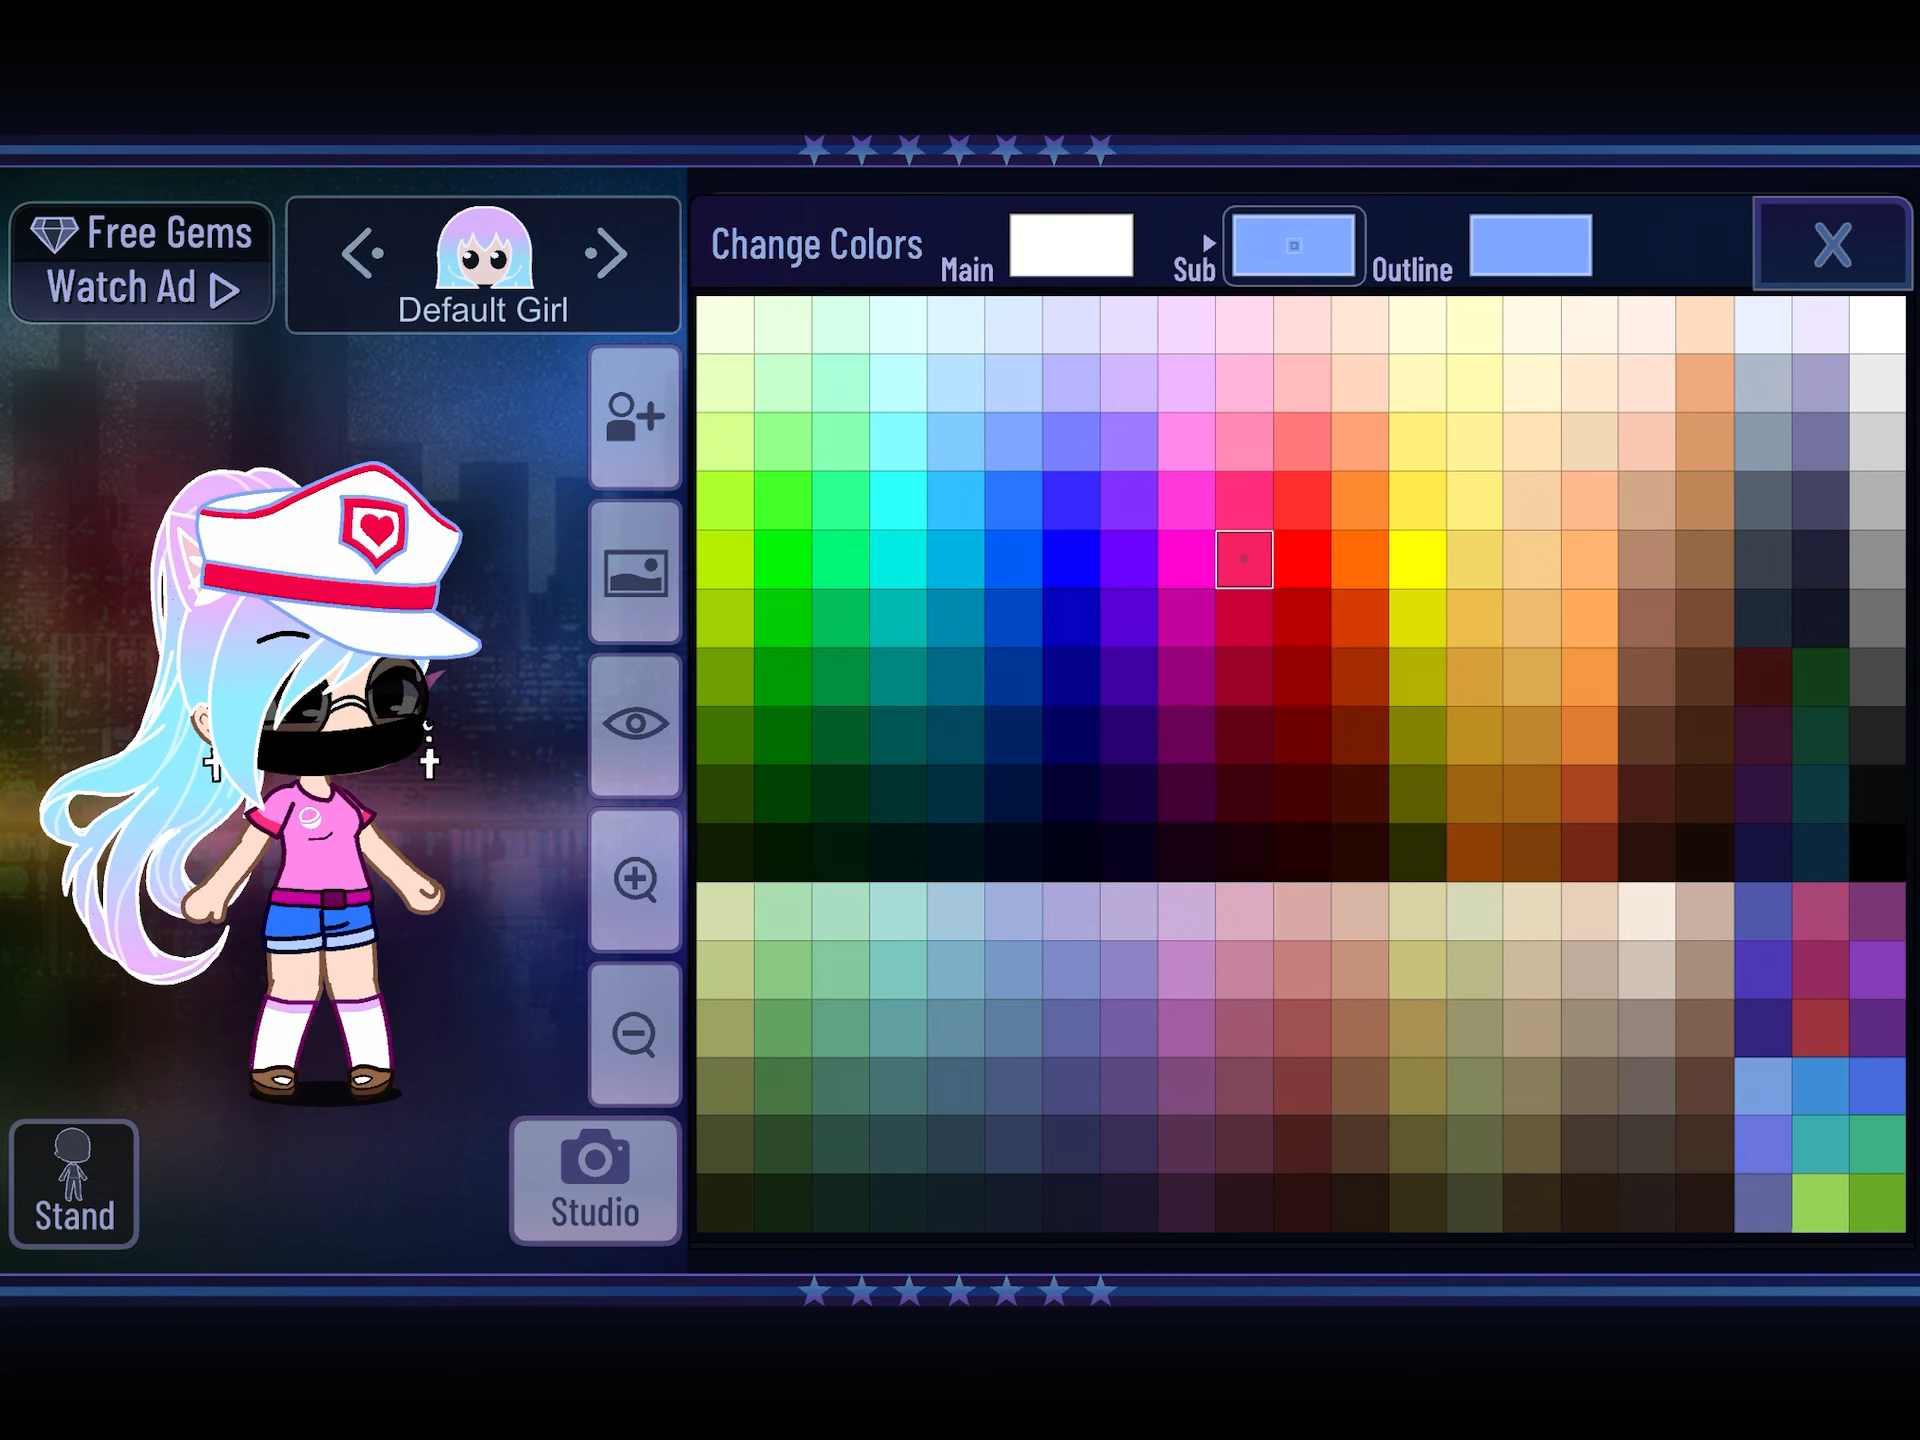 Free Gems
Watch Ad
Default Girl
Change Colors
Main
Sub
Outline
X
Stand
Studio